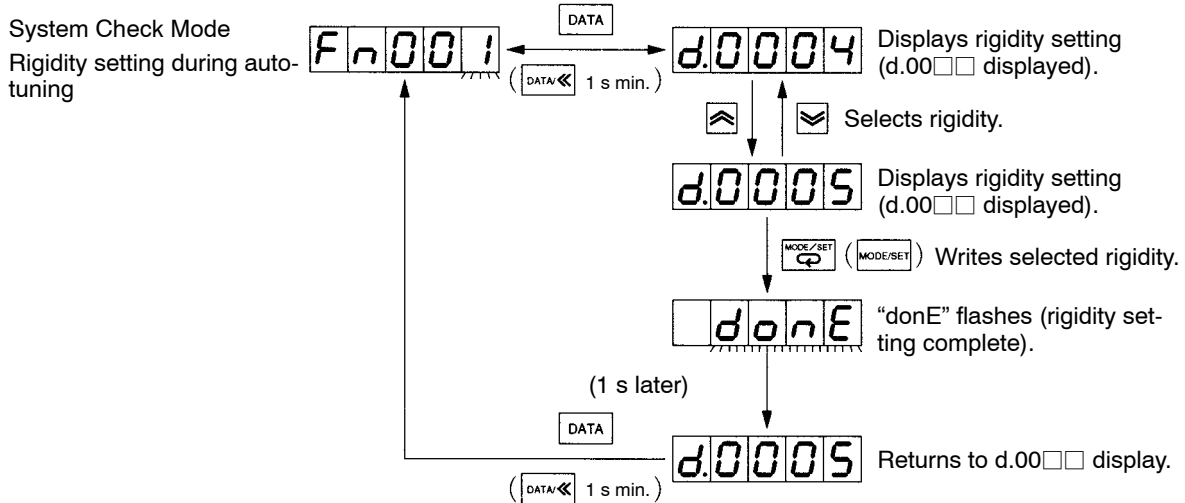 System Check Mode
Rigidity setting during auto-
tuning
Fn001
DATA
( DATA/≪ 1 s min. )
d.0004
Displays rigidity setting
(d.00□□ displayed).
Selects rigidity.
d.0005
Displays rigidity setting
(d.00□□ displayed).
MODE/SET ( MODE/SET ) Writes selected rigidity.
donE
“donE” flashes (rigidity set-
ting complete).
(1 s later)
DATA
( DATA/≪ 1 s min. )
d.0005
Returns to d.00□□ display.